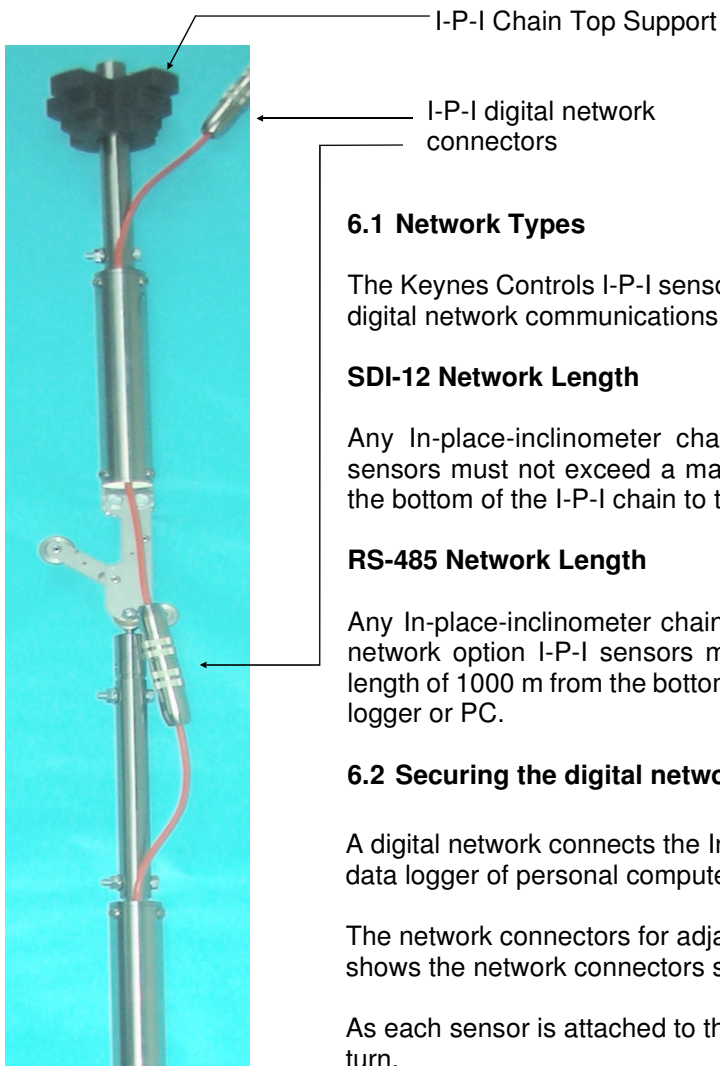 I-P-I Chain Top Support
I-P-I digital network
connectors
6.1 Network Types
The Keynes Controls I-P-I senso
digital network communications
SDI-12 Network Length
Any In-place-inclinometer cha
sensors must not exceed a ma
the bottom of the I-P-I chain to t
RS-485 Network Length
Any In-place-inclinometer chain
network option I-P-I sensors m
length of 1000 m from the bottom
logger or PC.
6.2 Securing the digital netwo
A digital network connects the In
data logger of personal compute
The network connectors for adja
shows the network connectors s
As each sensor is attached to th
turn.